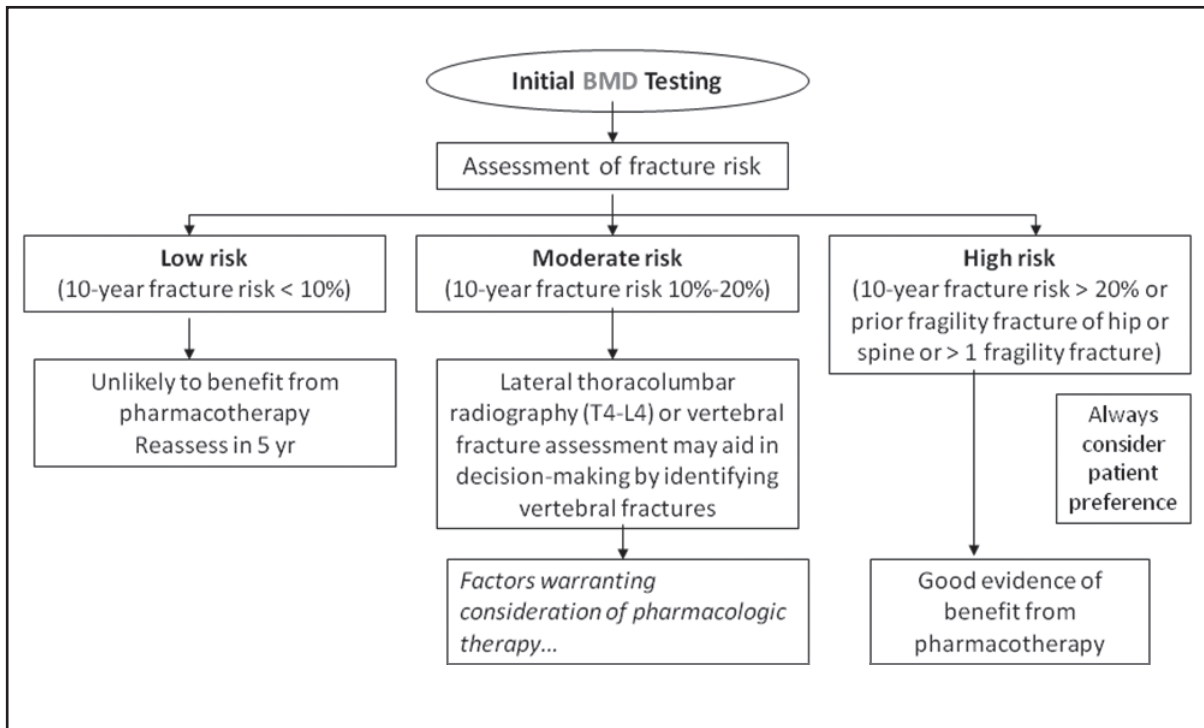 Initial BMD Testing
Assessment of fracture risk
Low risk
(10-year fracture risk < 10%)
Moderate risk
(10-year fracture risk 10%-20%)
High risk
(10-year fracture risk > 20% or
prior fragility fracture of hip or
spine or > 1 fragility fracture)
Unlikely to benefit from
pharmacotherapy
Reassess in 5 yr
Lateral thoracolumbar
radiography (T4-L4) or vertebral
fracture assessment may aid in
decision-making by identifying
vertebral fractures
Always
consider
patient
preference
Factors warranting
consideration of pharmacologic
therapy...
Good evidence of
benefit from
pharmacotherapy